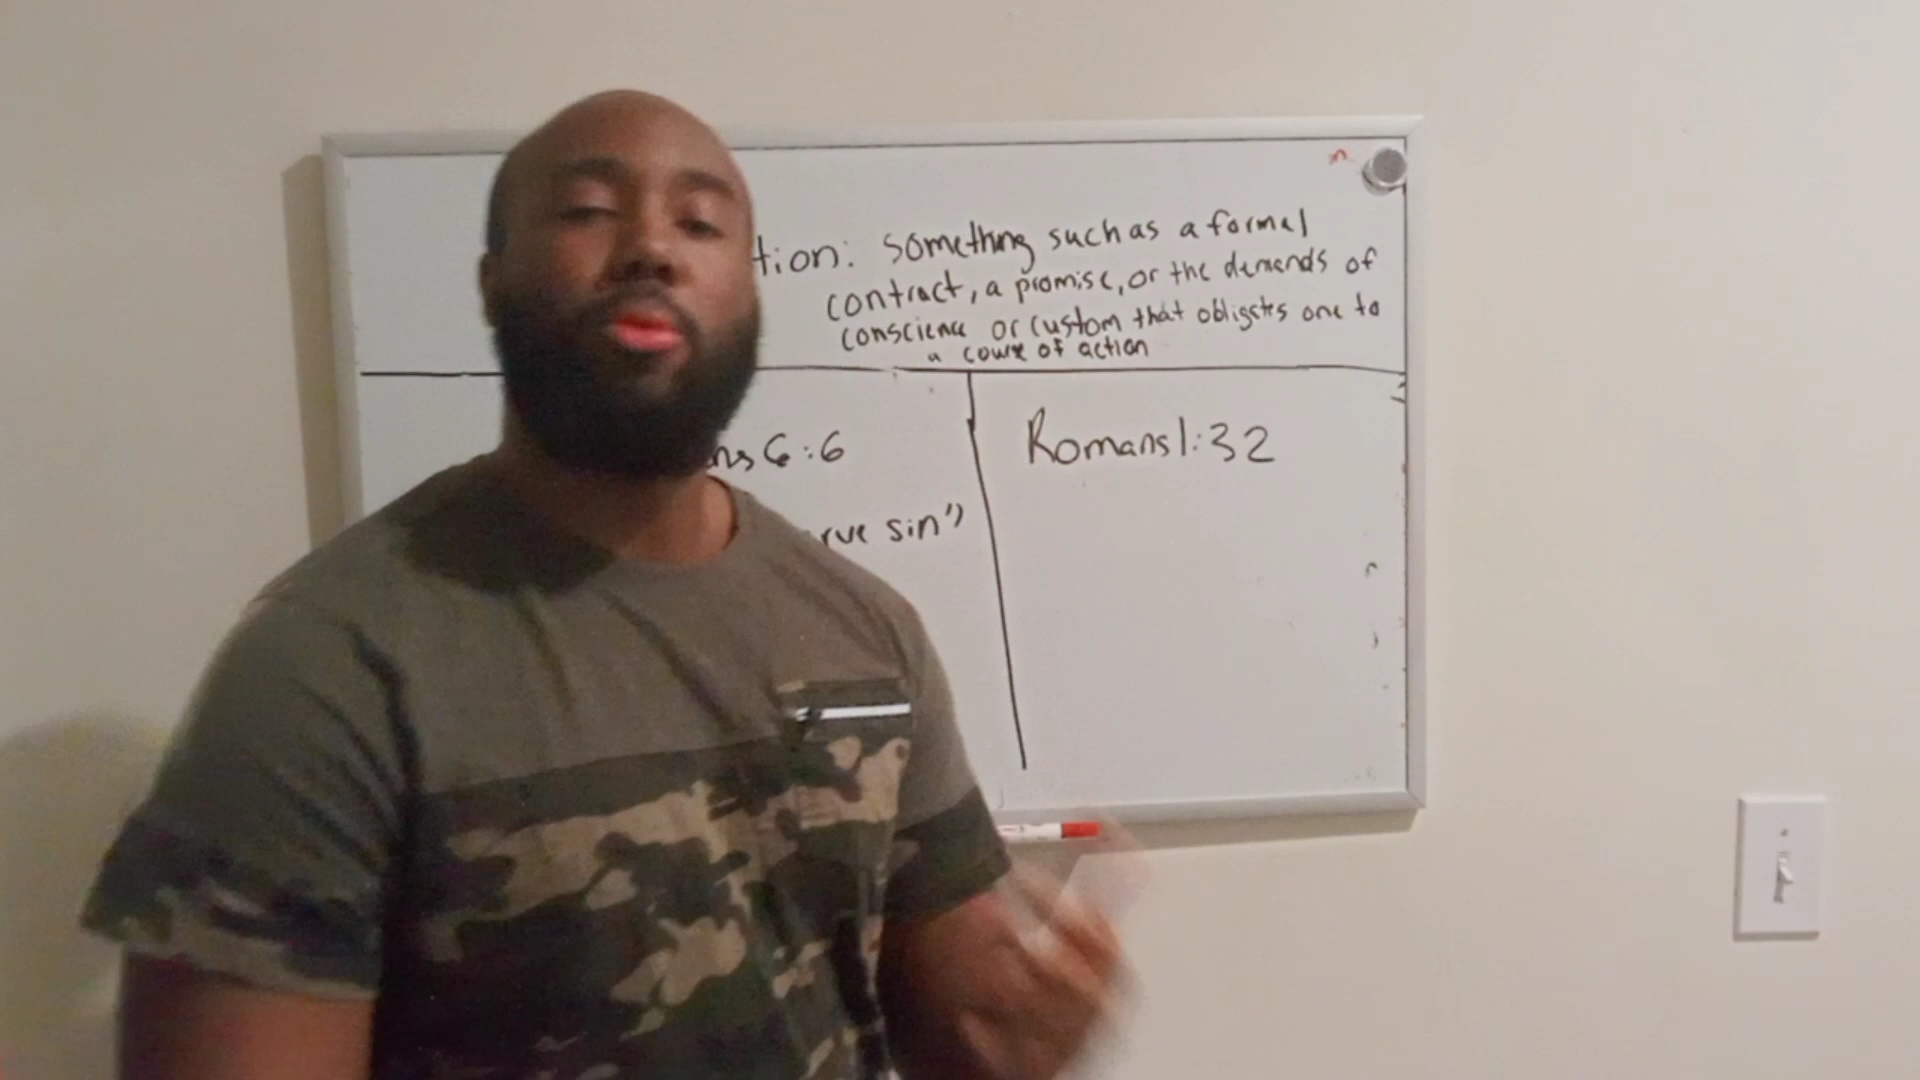 tion: something such as a formal
contract, a promise, or the demands of
conscience or custom that obligates one to
a course of action
ns 6:6
Romans 1:32
rve sin"